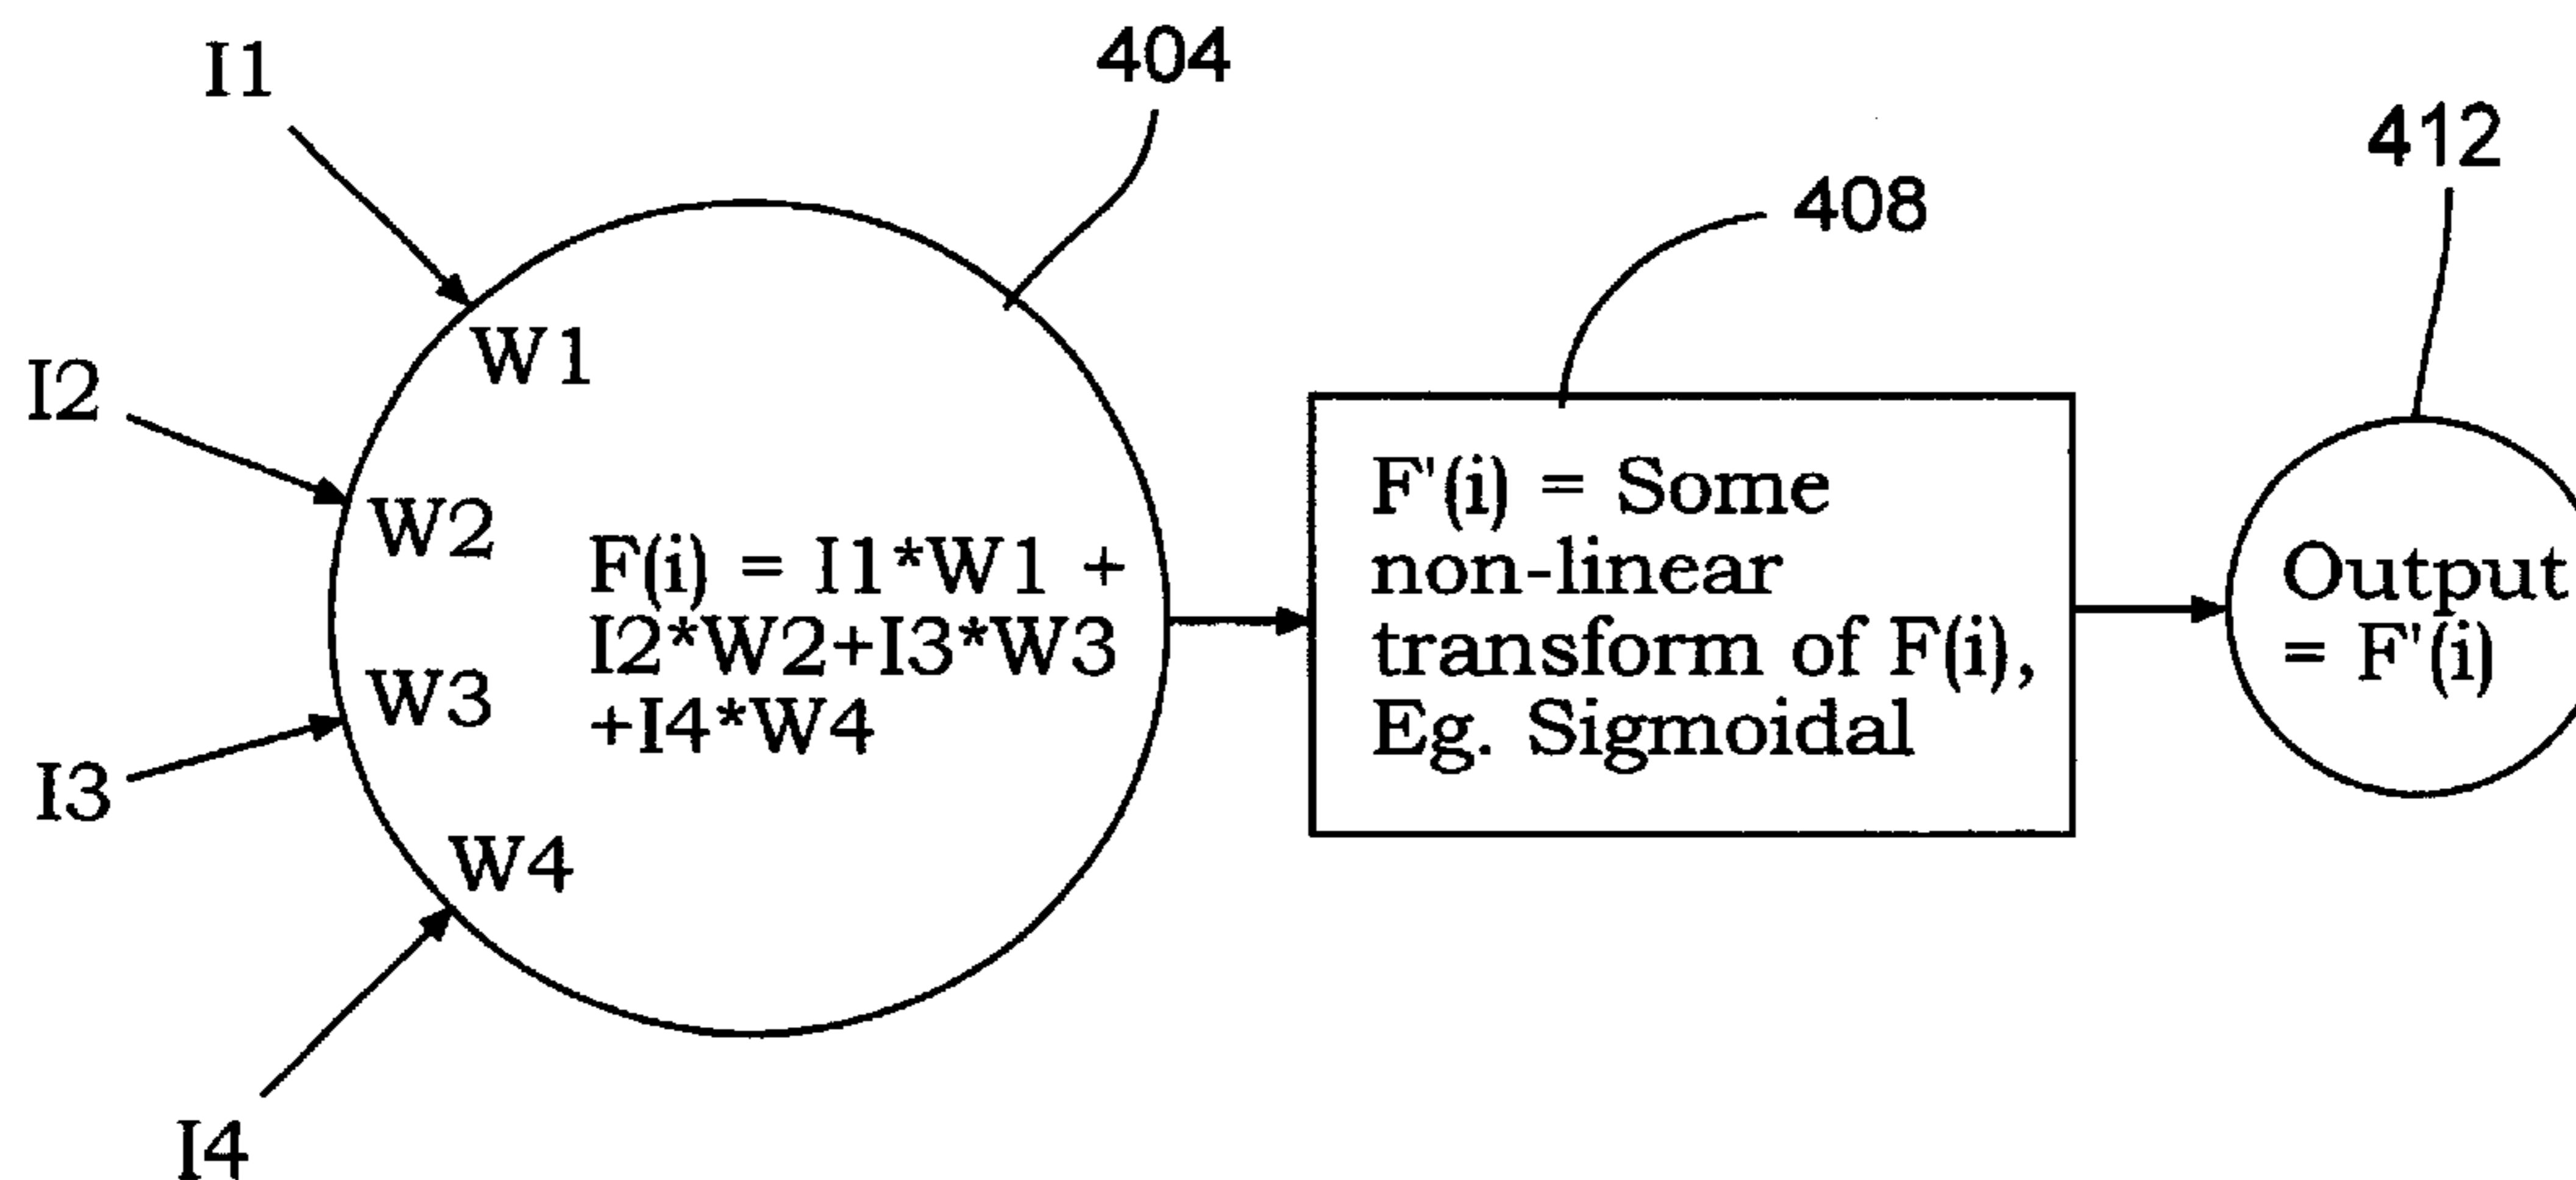 I1
404
412
408
W1
I2
W2
F(i) = I1*W1 +
I2*W2+I3*W3
+I4*W4
W3
I3
W4
I4
F'(i) = Some
non-linear
transform of F(i),
Eg. Sigmoidal
Output
= F'(i)